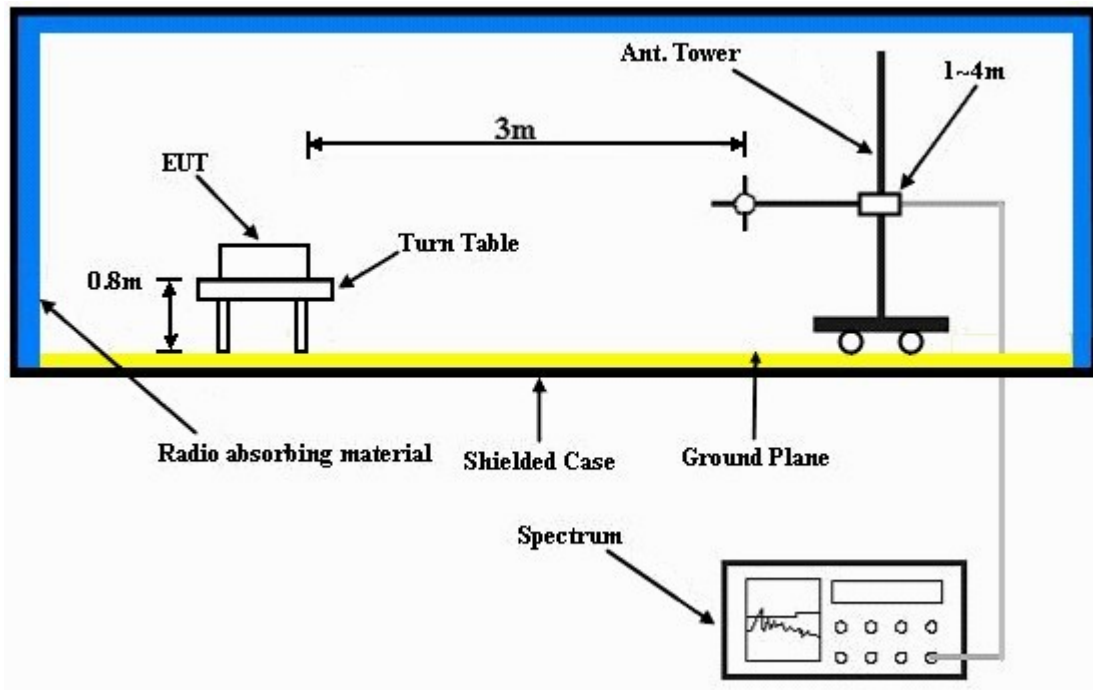 Ant. Tower
1~4m
3m
EUT
Turn Table
0.8m
Radio absorbing material
Shielded Case
Ground Plane
Spectrum